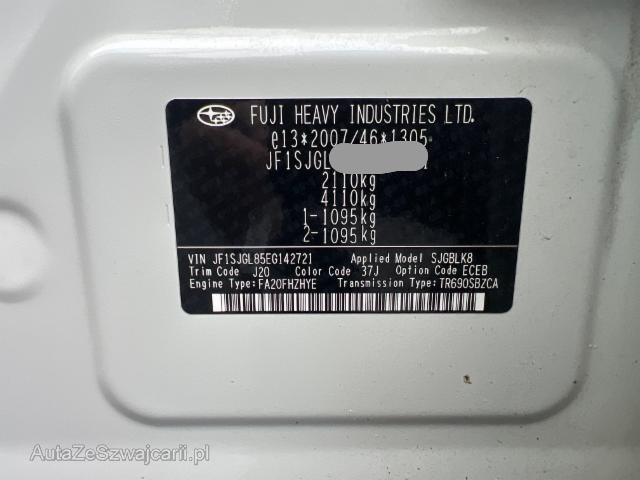 FUJI HEAVY INDUSTRIES LTD.
e13*2007/46*1305
JF1SJGL
2110kg
4110kg
1-1095kg
2-1095kg
VIN JF1SJGL85EG142721 Applied Model SJGBLK8
Trim Code J20 Color Code 37J Option Code ECEB
Engine Type:FA20FHZHYE Transmission Type:TR690SBZCA
AutaZeSzwajcarii.pl